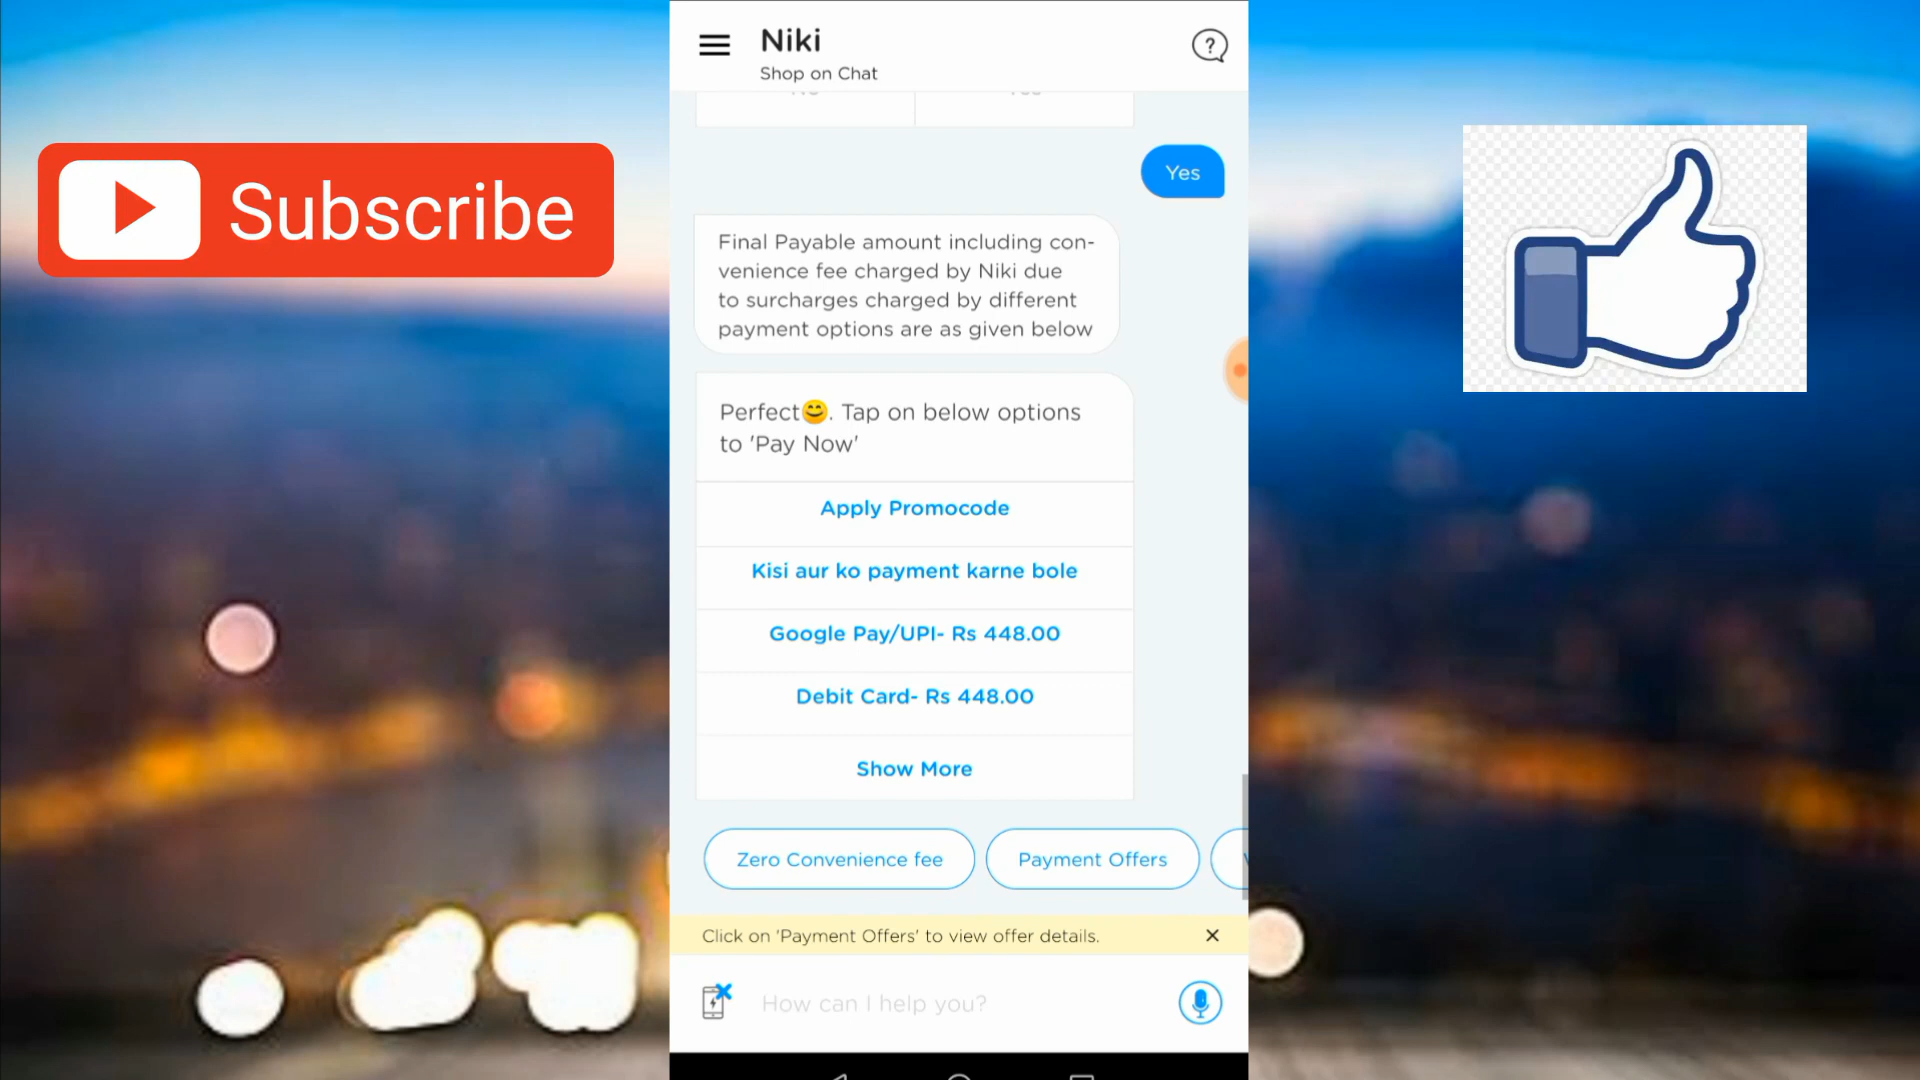 Niki
Shop on Chat
Subscribe
Yes
Final Payable amount including con-
venience fee charged by Niki due
to surcharges charged by different
payment options are as given below
Perfect😊. Tap on below options
to 'Pay Now'
Apply Promocode
Kisi aur ko payment karne bole
Google Pay/UPI- Rs 448.00
Debit Card- Rs 448.00
Show More
Zero Convenience fee
Payment Offers
Click on 'Payment Offers' to view offer details.
How can I help you?